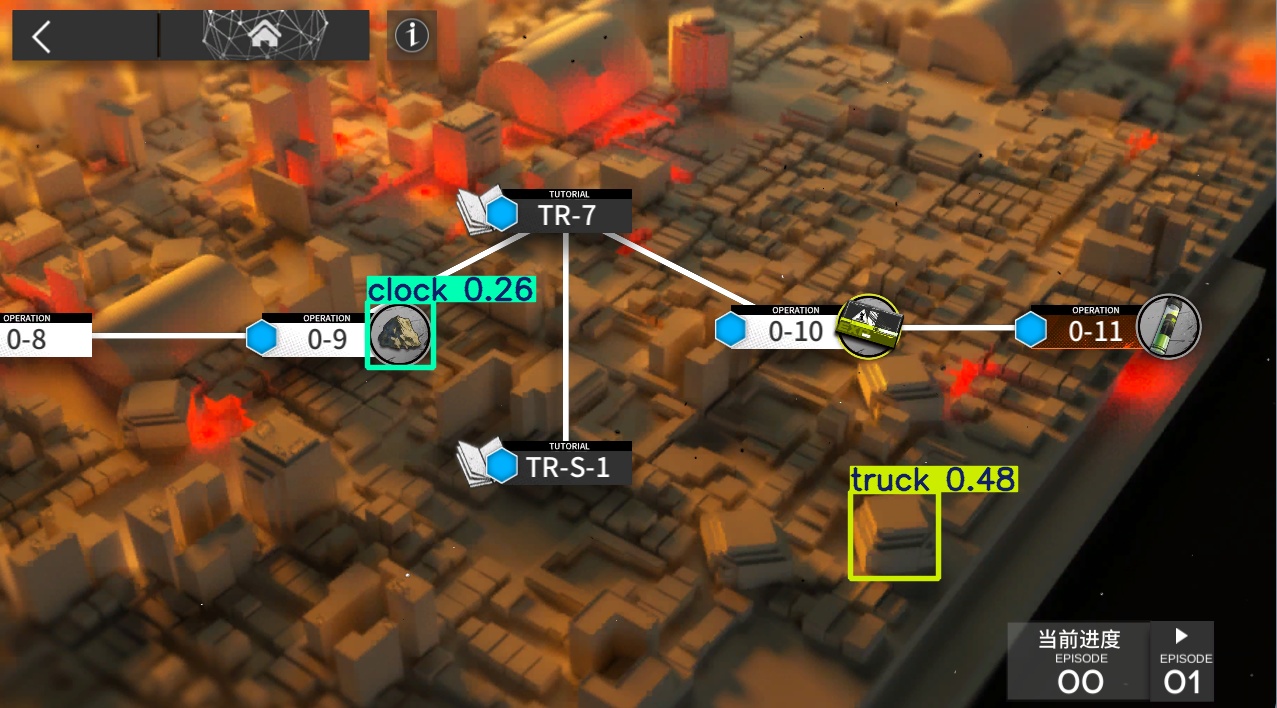 i
TUTORIAL
TR-7
clock 0.26
OPERATION
0-8
OPERATION
0-9
OPERATION
0-10
OPERATION
0-11
TUTORIAL
TR-S-1
truck 0.48
当前进度
EPISODE
00
EPISODE
01